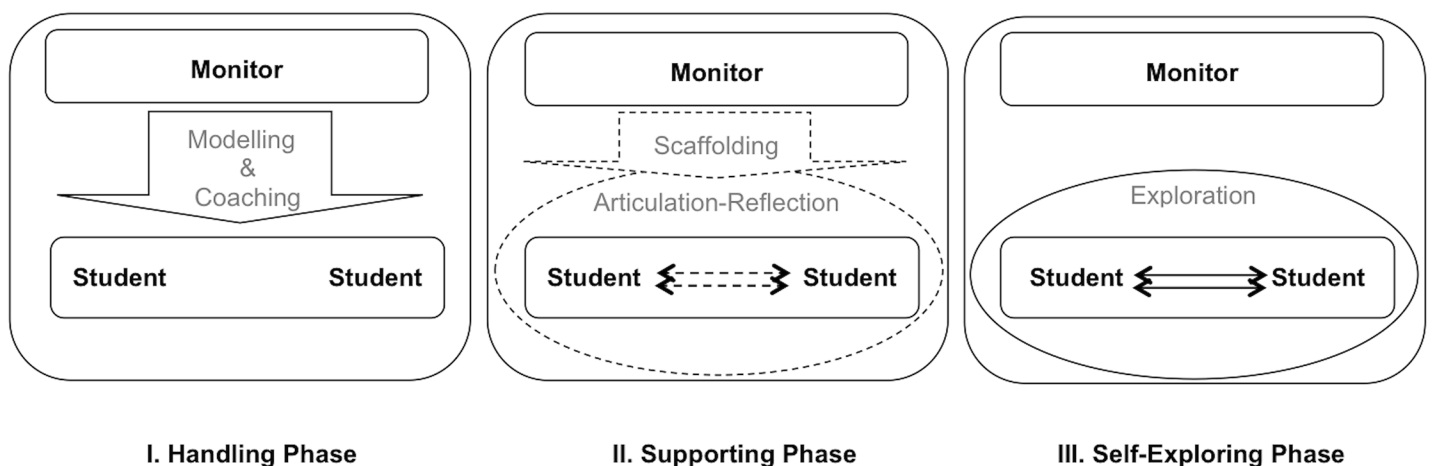 Monitor
Modelling
&
Coaching
Student Student
I. Handling Phase
Monitor
Scaffolding
Articulation-Reflection
Student Student
II. Supporting Phase
Monitor
Exploration
Student Student
III. Self-Exploring Phase